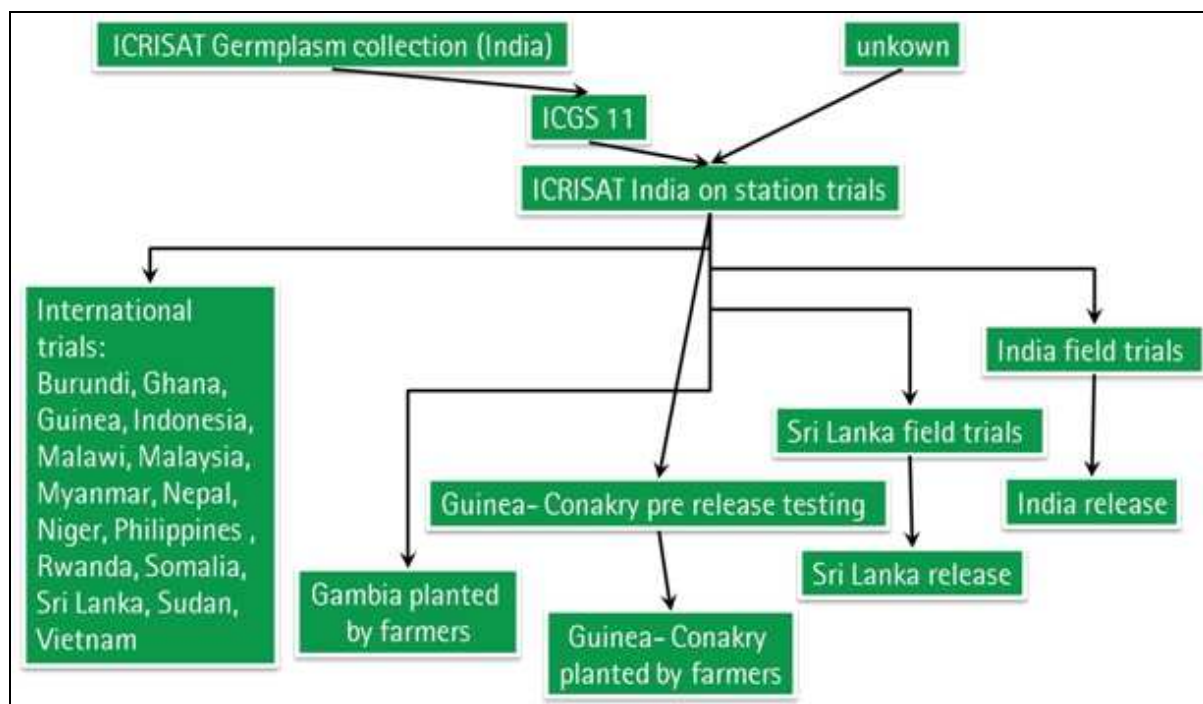 ICRISAT Germplasm collection (India)
unkown
ICGS 11
ICRISAT India on station trials
International
trials:
Burundi, Ghana,
Guinea, Indonesia,
Malawi, Malaysia,
Myanmar, Nepal,
Niger, Philippines ,
Rwanda, Somalia,
Sri Lanka, Sudan,
Vietnam
India field trials
Sri Lanka field trials
Guinea- Conakry pre release testing
India release
Sri Lanka release
Gambia planted
by farmers
Guinea- Conakry
planted by farmers